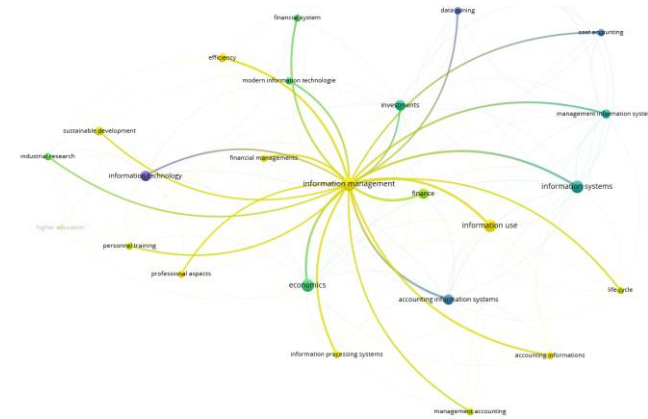 data mining
financial system
cost accounting
efficiency
modern information technologie
investments
management information syste
sustainable development
industrial research
financial managements
information technology
information management
information systems
finance
higher education
information use
personnel training
professional aspects
economics
life cycle
accounting information systems
information processing systems
accounting informations
management accounting